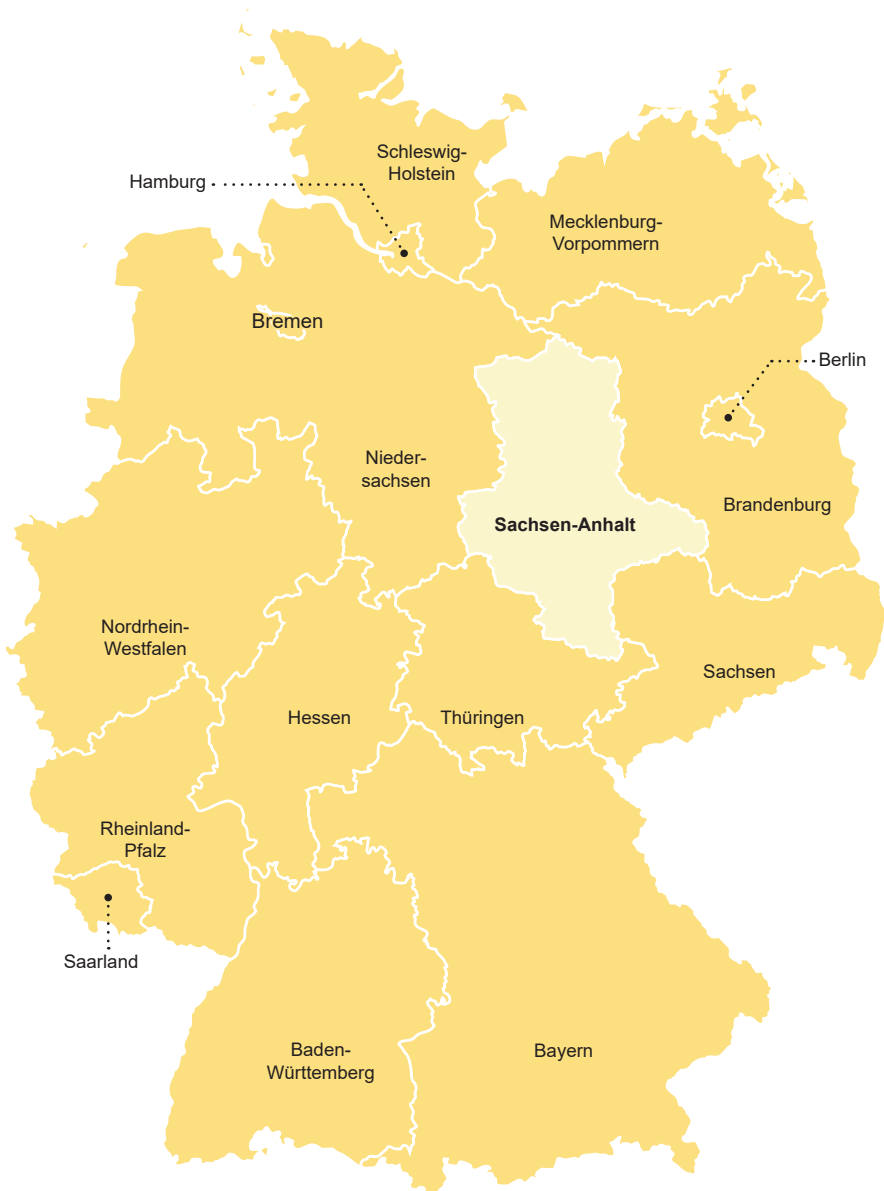 Schleswig-
Holstein
Hamburg
Mecklenburg-
Vorpommern
Bremen
Berlin
Nieder-
sachsen
Brandenburg
Sachsen-Anhalt
Nordrhein-
Westfalen
Sachsen
Hessen
Thüringen
Rheinland-
Pfalz
Saarland
Baden-
Württemberg
Bayern